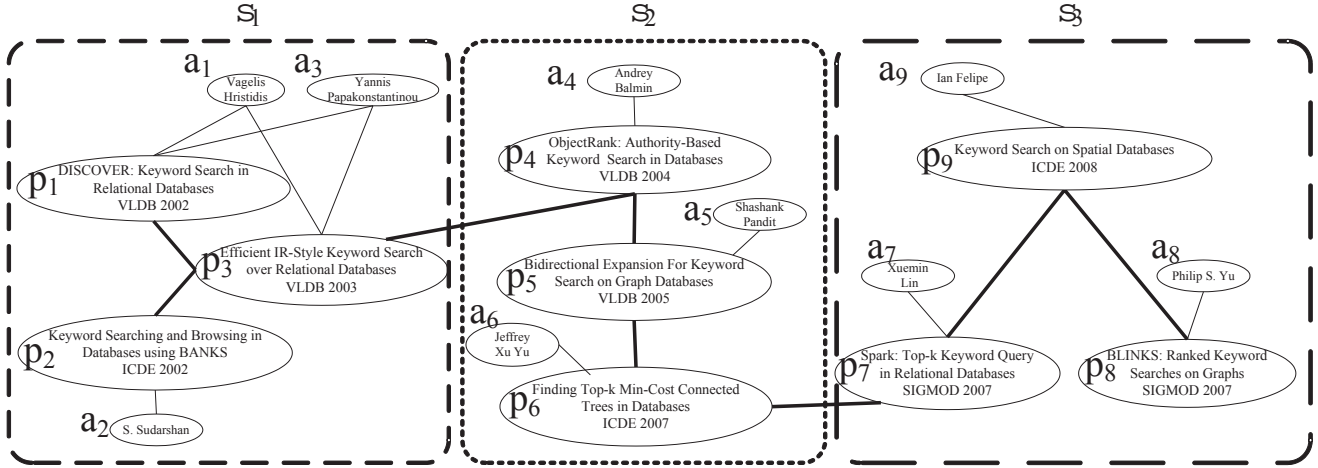 S1
S2
S3
a1
Vagelis
Hristidis
a3
Yannis
Papakonstantinou
p1
DISCOVER: Keyword Search in
Relational Databases
VLDB 2002
p3
Efficient IR-Style Keyword Search
over Relational Databases
VLDB 2003
p2
Keyword Searching and Browsing in
Databases using BANKS
ICDE 2002
a2
S. Sudarshan
a4
Andrey
Balmin
p4
ObjectRank: Authority-Based
Keyword Search in Databases
VLDB 2004
a5
Shashank
Pandit
p5
Bidirectional Expansion For Keyword
Search on Graph Databases
VLDB 2005
a6
Jeffrey
Xu Yu
p6
Finding Top-k Min-Cost Connected
Trees in Databases
ICDE 2007
a9
Ian Felipe
p9
Keyword Search on Spatial Databases
ICDE 2008
a7
Xuemin
Lin
a8
Philip S. Yu
p7
Spark: Top-k Keyword Query
in Relational Databases
SIGMOD 2007
p8
BLINKS: Ranked Keyword
Searches on Graphs
SIGMOD 2007